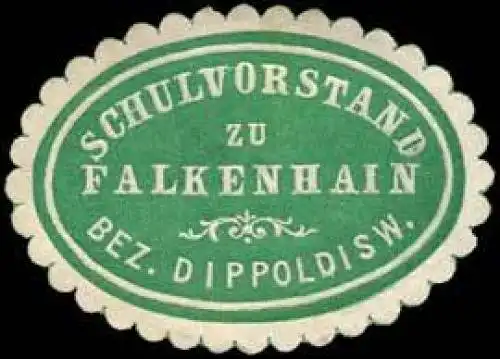 SCHULVORSTAND
ZU
FALKENHAIN
BEZ. DIPPOLDISW.